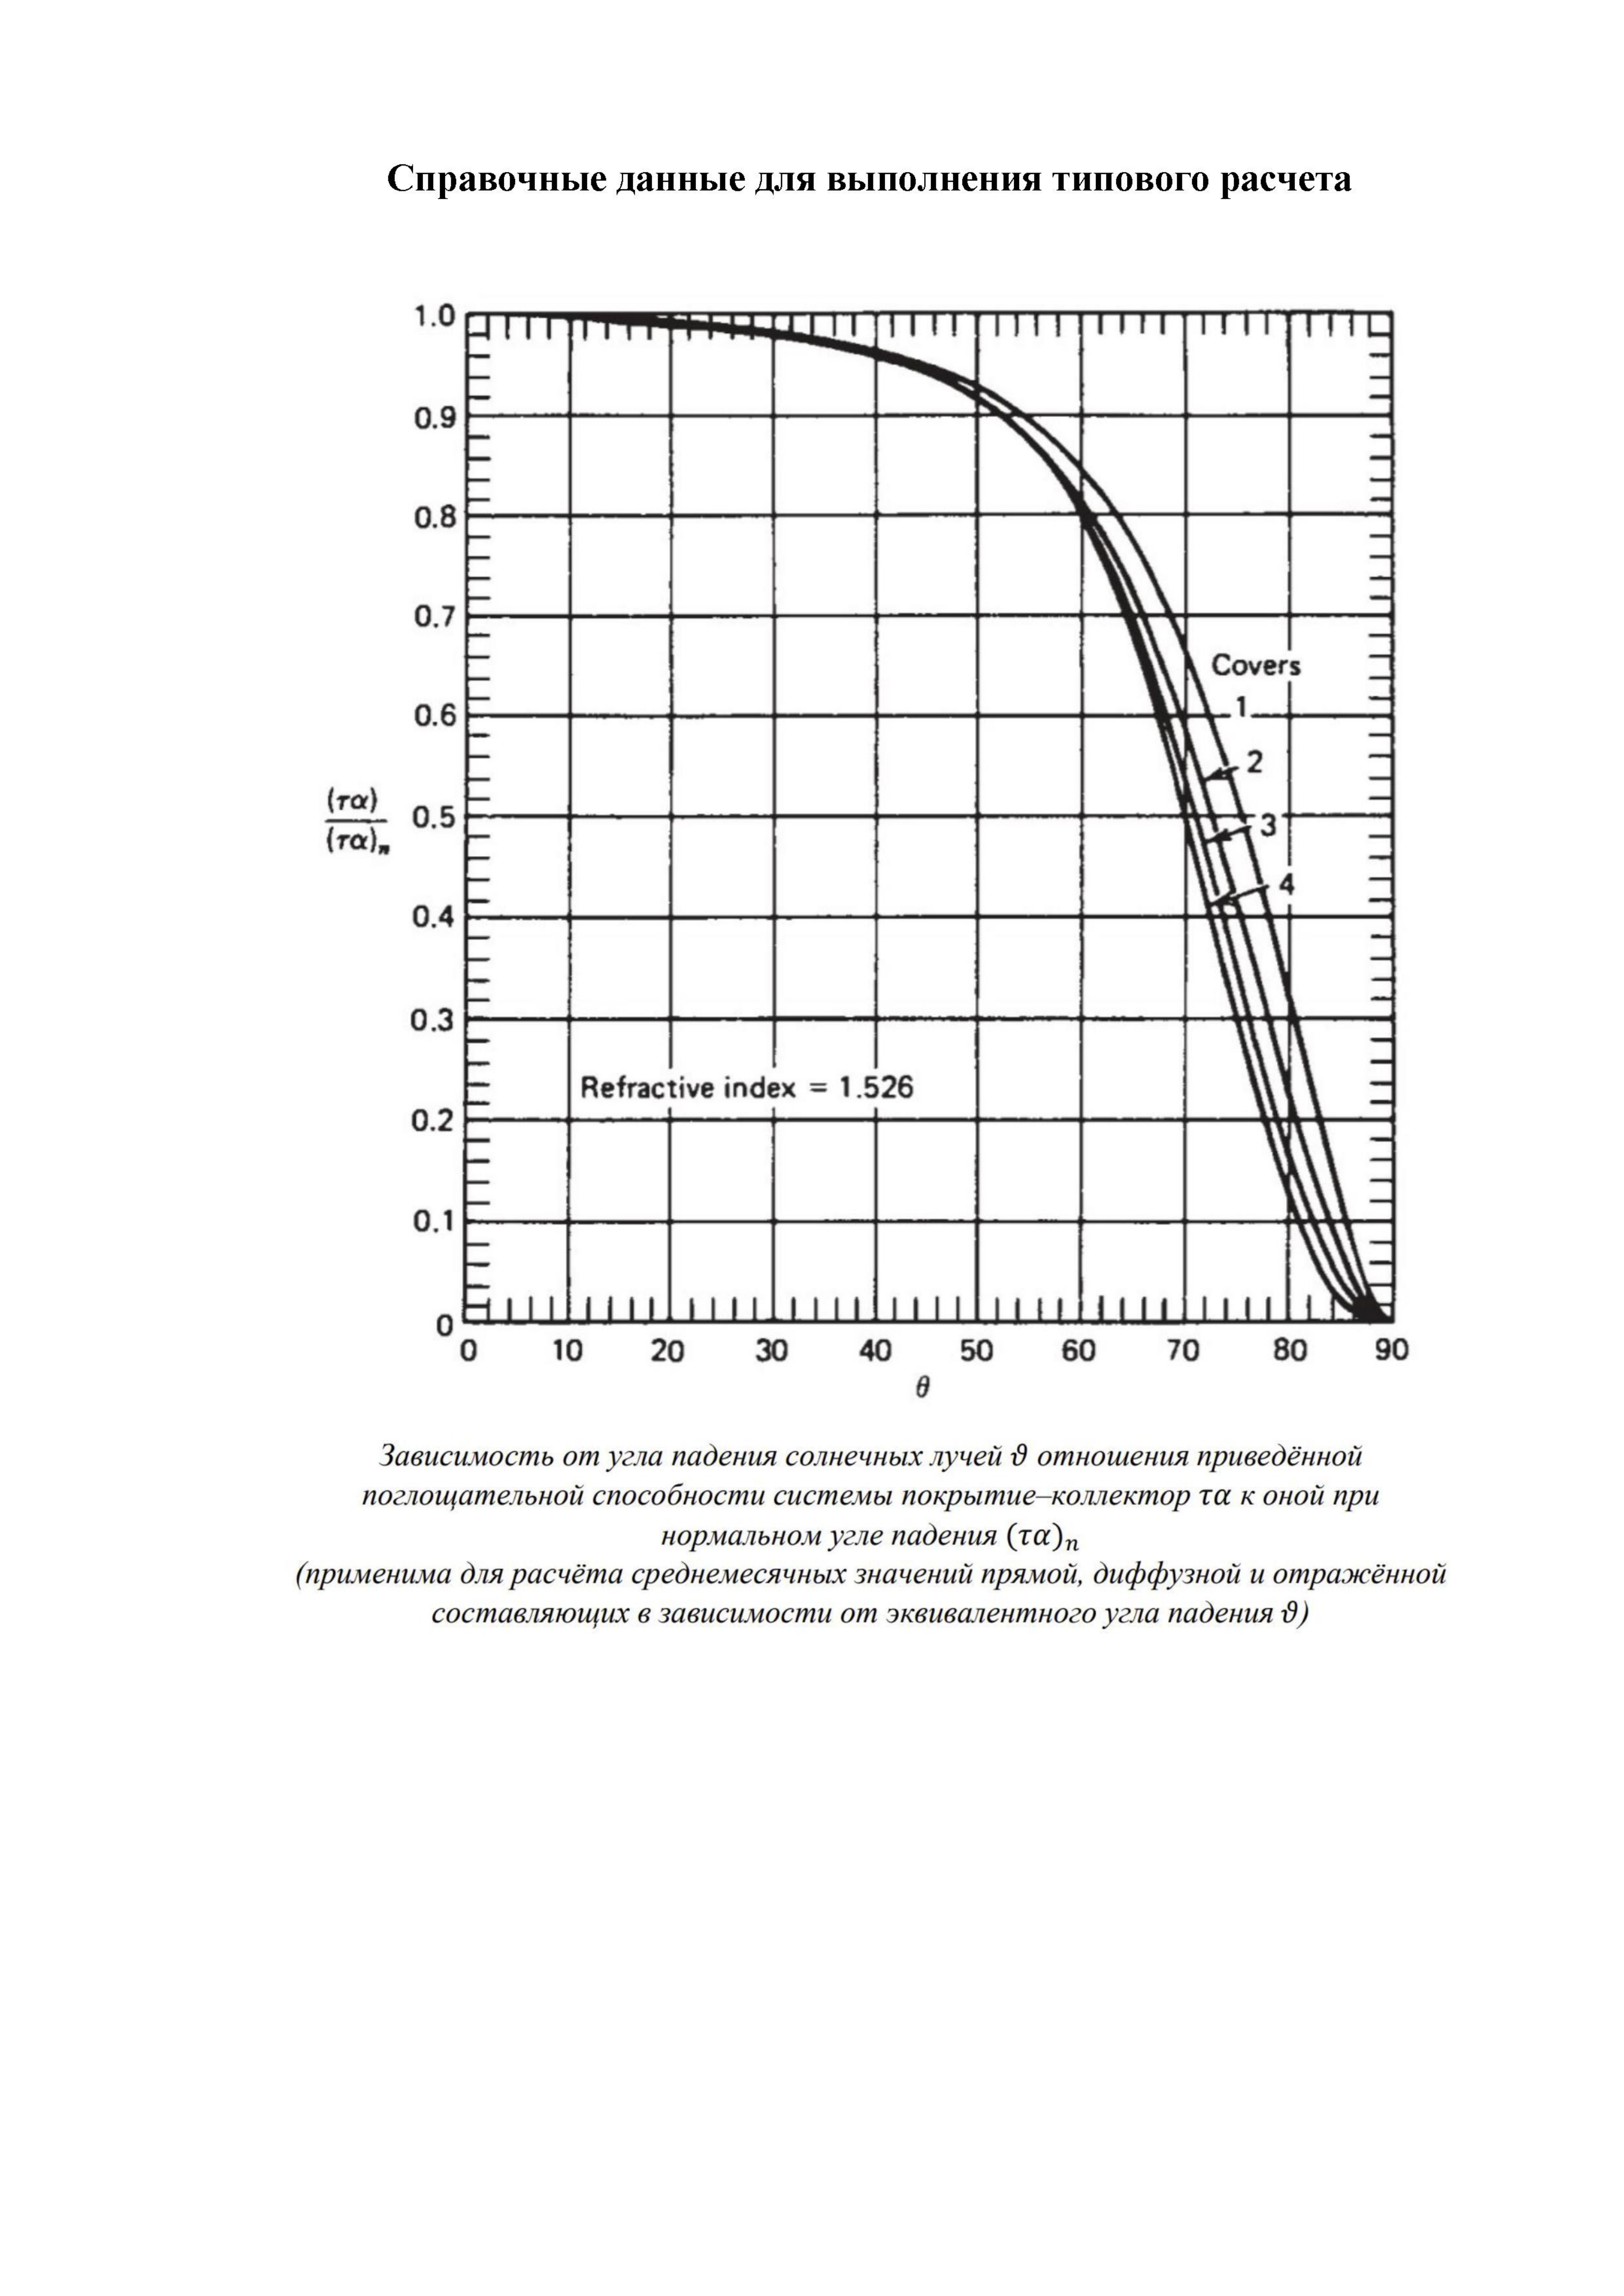 Справочные данные для выполнения типового расчета
1.0
0.9
0.8
0.7
Covers
0.6
1
2
(τα)
(τα)n
0.5
3
4
0.4
0.3
Refractive index = 1.526
0.2
0.1
0
0 10 20 30 40 50 60 70 80 90
θ
Зависимость от угла падения солнечных лучей ϑ отношения приведённой
поглощательной способности системы покрытие–коллектор τα к оной при
нормальном угле падения (τα)n
(применима для расчёта среднемесячных значений прямой, диффузной и отражённой
составляющих в зависимости от эквивалентного угла падения ϑ)